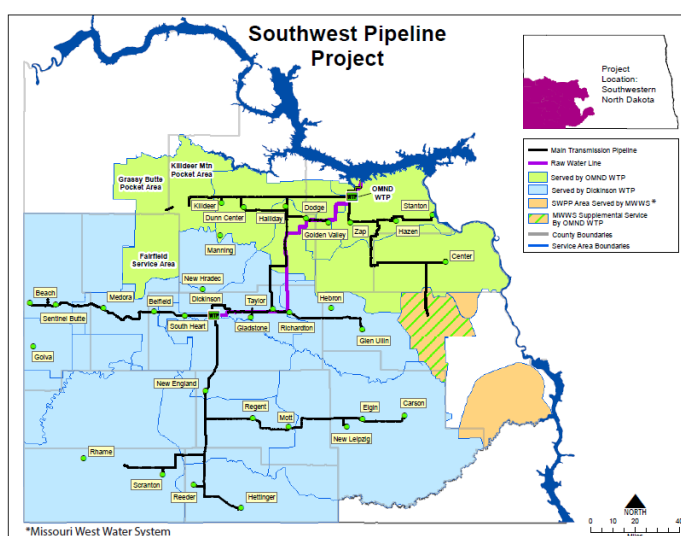 Southwest Pipeline
Project
Project
Location:
Southwestern
North Dakota
Main Transmission Pipeline
Raw Water Line
Served by OMND WTP
Served by Dickinson WTP
SWPP Area Served by MWWS *
MWWS Supplemental Service
By OMND WTP
County Boundaries
Service Area Boundaries
Killdeer Mtn
Pocket Area
Grassy Butte
Pocket Area
OMND
WTP
WTP
Killdeer
Dunn Center
Halliday
Dodge
Golden Valley
Zap
Hazen
Stanton
Center
Manning
Fairfield
Service Area
New Hradec
Dickinson
Taylor
Hebron
Beach
Sentinel Butte
Medora
Belfield
South Heart
WTP
Gladstone
Richardton
Glen Ullin
Golva
New England
Regent
Mott
Elgin
Carson
New Leipzig
Rhame
Scranton
Reeder
Hettinger
NORTH
0 10 20 40
Miles
*Missouri West Water System